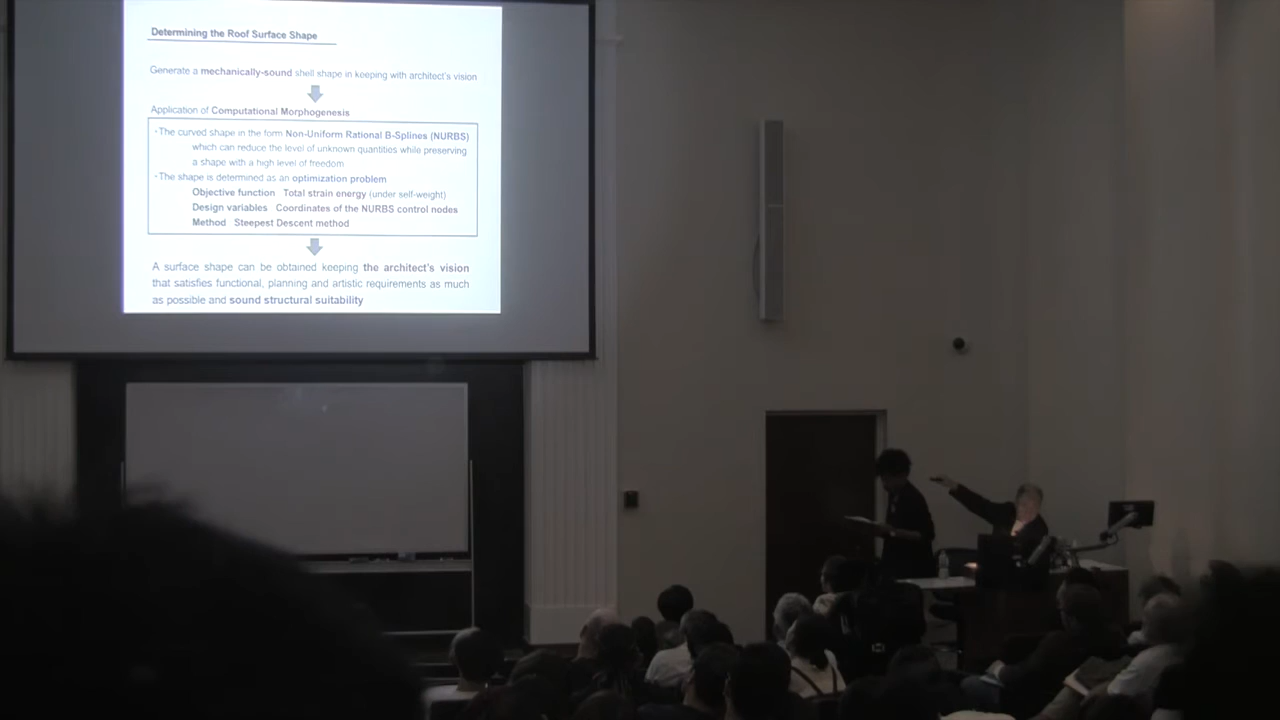 Determining the Roof Surface Shape
Generate a mechanically-sound shell shape in keeping with architect's vision
Application of Computational Morphogenesis
・The curved shape in the form Non-Uniform Rational B-Splines (NURBS)
which can reduce the level of unknown quantities while preserving
a shape with a high level of freedom
・The shape is determined as an optimization problem
Objective function Total strain energy (under self-weight)
Design variables Coordinates of the NURBS control nodes
Method Steepest Descent method
A surface shape can be obtained keeping the architect's vision
that satisfies functional, planning and artistic requirements as much
as possible and sound structural suitability